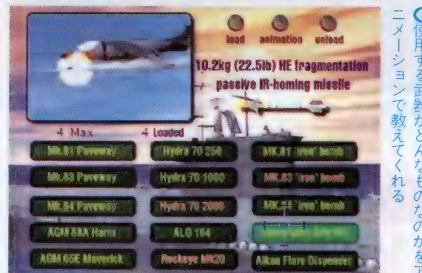 load animation unload
10.2kg (22.5lb) HE fragmentation
passive IR-homing missile
4 Max 4 Loaded
Mk.81 Paveway Hydra 70 250 MK.81 'iron' bomb
Mk.83 Paveway Hydra 70 1000 MK.83 'iron' bomb
Mk.84 Paveway Hydra 70 2000 bomb
AGM 88A Harm ALQ 164
AGM 65E Maverick Rockeye MK20 Alkan Flare Dispenser
使用する武器がどんなものなのかをア
ニメーションで教えてくれる